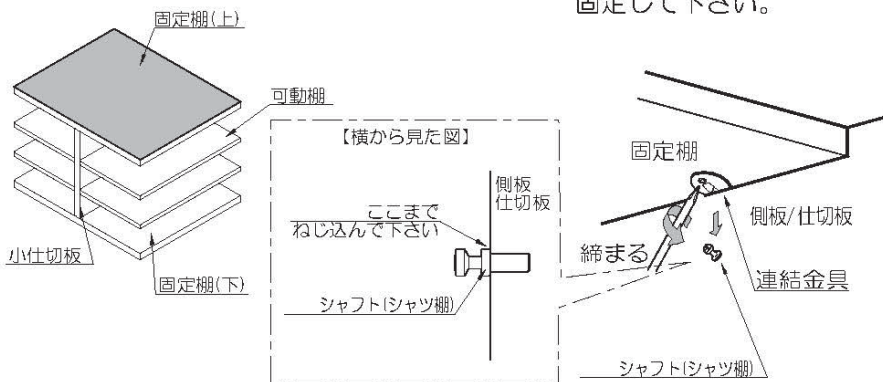 固定して下さい。
固定棚(上)
可動棚
小仕切板
固定棚(下)
【横から見た図】
側板
仕切板
ここまで
ねじ込んで下さい
シャフト(シャツ棚)
固定棚
側板/仕切板
締まる
連結金具
シャフト(シャツ棚)